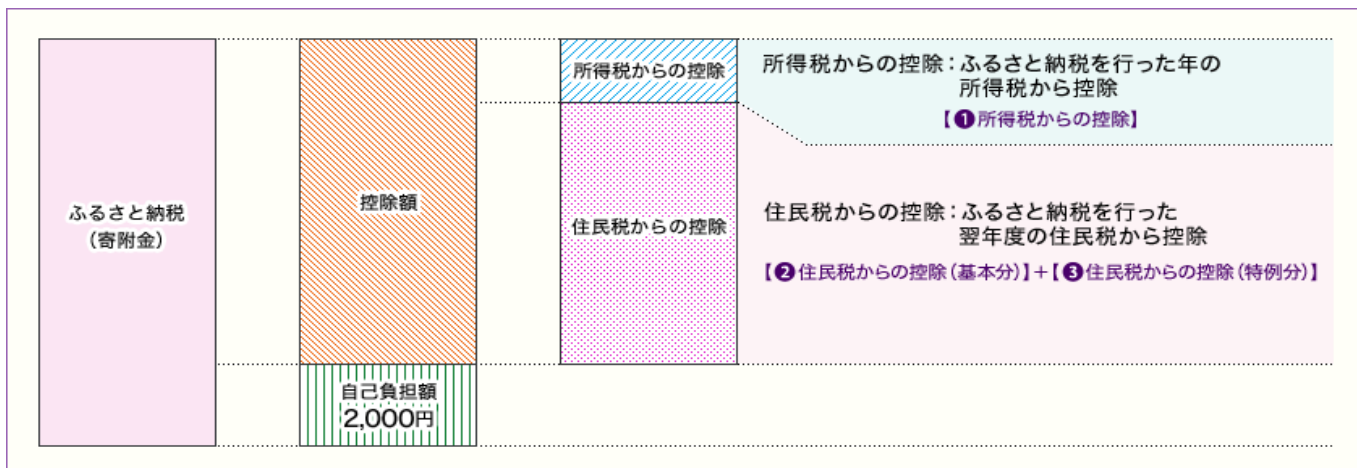 ふるさと納税
（寄附金）
控除額
自己負担額
2,000円
所得税からの控除
住民税からの控除
所得税からの控除：ふるさと納税を行った年の
所得税から控除
【❶所得税からの控除】
住民税からの控除：ふるさと納税を行った
翌年度の住民税から控除
【❷住民税からの控除（基本分）】＋【❸住民税からの控除（特例分）】